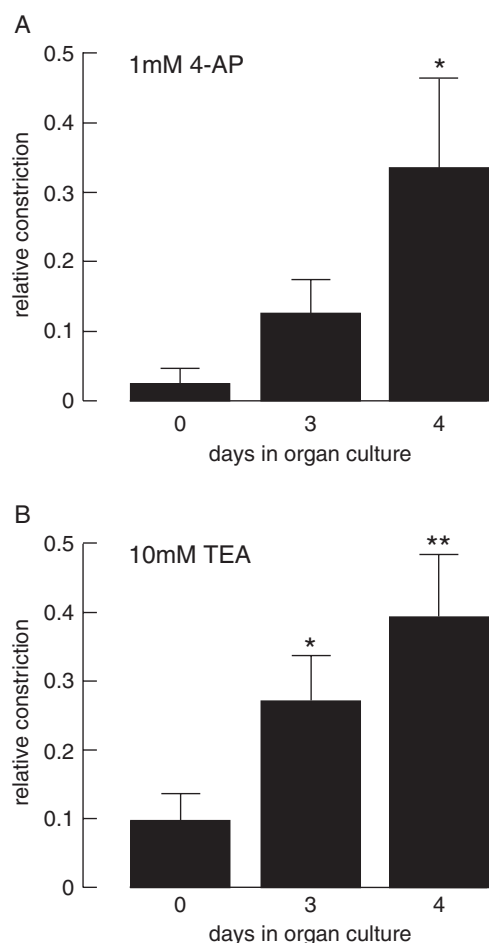 A
1mM 4-AP
relative constriction
0.5
0.4
0.3
0.2
0.1
0
*
0 3 4
days in organ culture
B
10mM TEA
relative constriction
0.5
0.4
0.3
0.2
0.1
0
*
**
0 3 4
days in organ culture